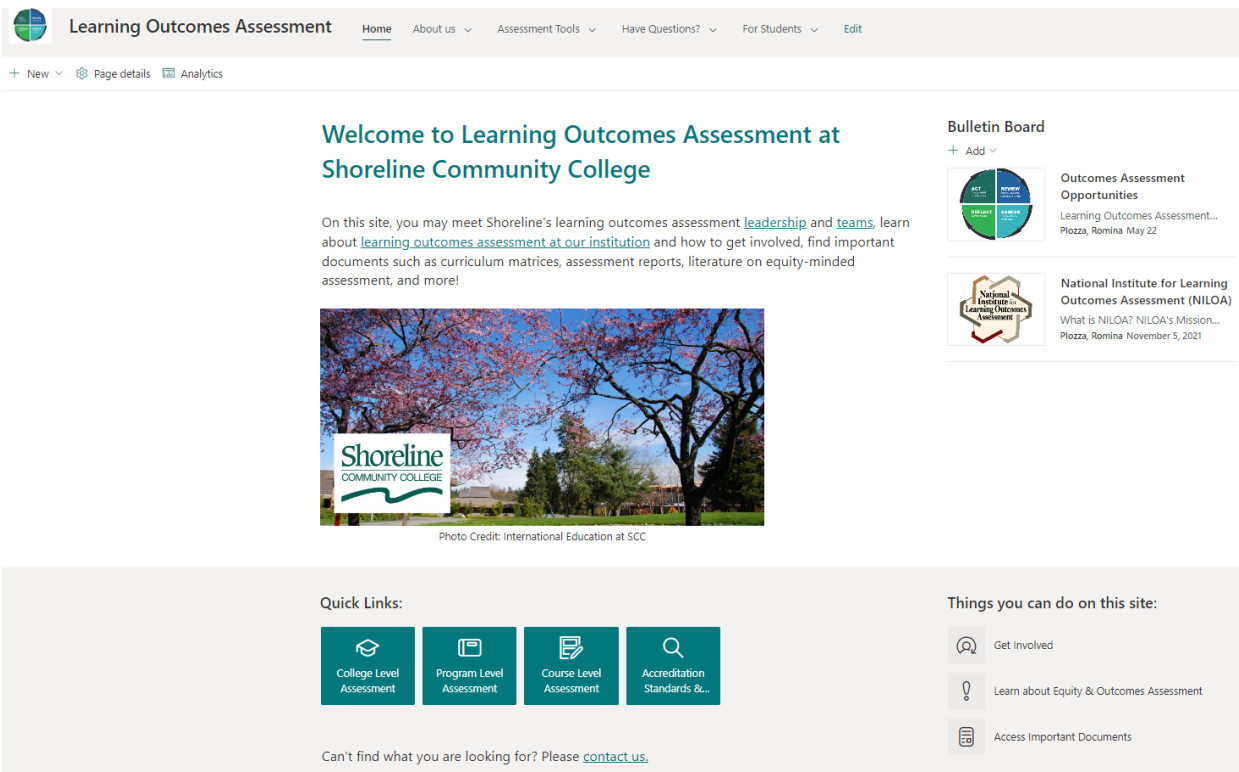 Learning Outcomes Assessment
Home
About us
Assessment Tools
Have Questions?
For Students
Edit
New
Page details
Analytics
Welcome to Learning Outcomes Assessment at
Shoreline Community College
On this site, you may meet Shoreline's learning outcomes assessment leadership and teams, learn
about learning outcomes assessment at our institution and how to get involved, find important
documents such as curriculum matrices, assessment reports, literature on equity-minded
assessment, and more!
Shoreline
COMMUNITY COLLEGE
Photo Credit: International Education at SCC
Bulletin Board
+ Add
ACT
REVIEW
REFLECT
ASSESS
Outcomes Assessment
Opportunities
Learning Outcomes Assessment...
Plozza, Romina May 22
National
Institute for
Learning Outcomes
Assessment
National Institute for Learning
Outcomes Assessment (NILOA)
What is NILOA? NILOA's Mission...
Plozza, Romina November 5, 2021
Quick Links:
College Level
Assessment
Program Level
Assessment
Course Level
Assessment
Accreditation
Standards &...
Can't find what you are looking for? Please contact us.
Things you can do on this site:
Get Involved
Learn about Equity & Outcomes Assessment
Access Important Documents